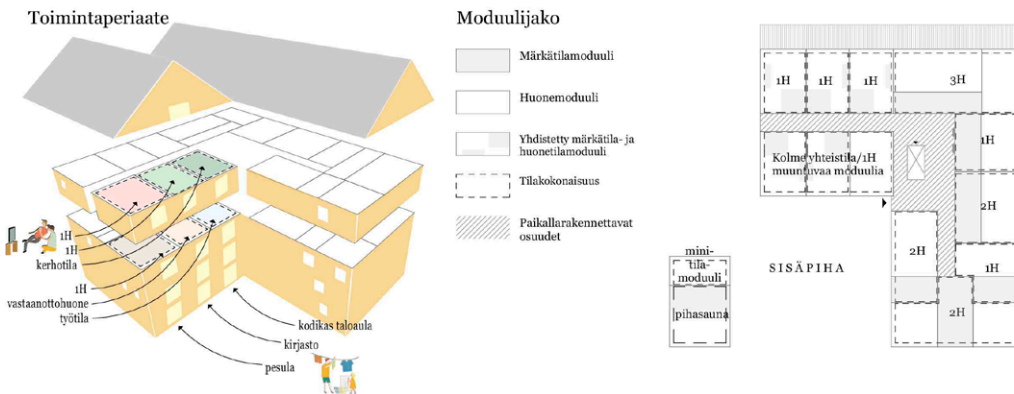 Toimintaperiaate
1H
1H
kerhotila
1H
vastaanottohuone
työtila
kodikas taloaula
kirjasto
pesula
Moduulijako
Märkätilamoduuli
Huonemoduuli
Yhdistetty märkätila- ja
huonetilamoduuli
Tilakokonaisuus
Paikallarakennettavat
osuudet
1H
1H
1H
3H
Kolme yhteistila/1H
muuntuvaa moduulia
1H
2H
2H
1H
2H
SISÄPIHA
mini-
tila-
moduuli
pihasauna